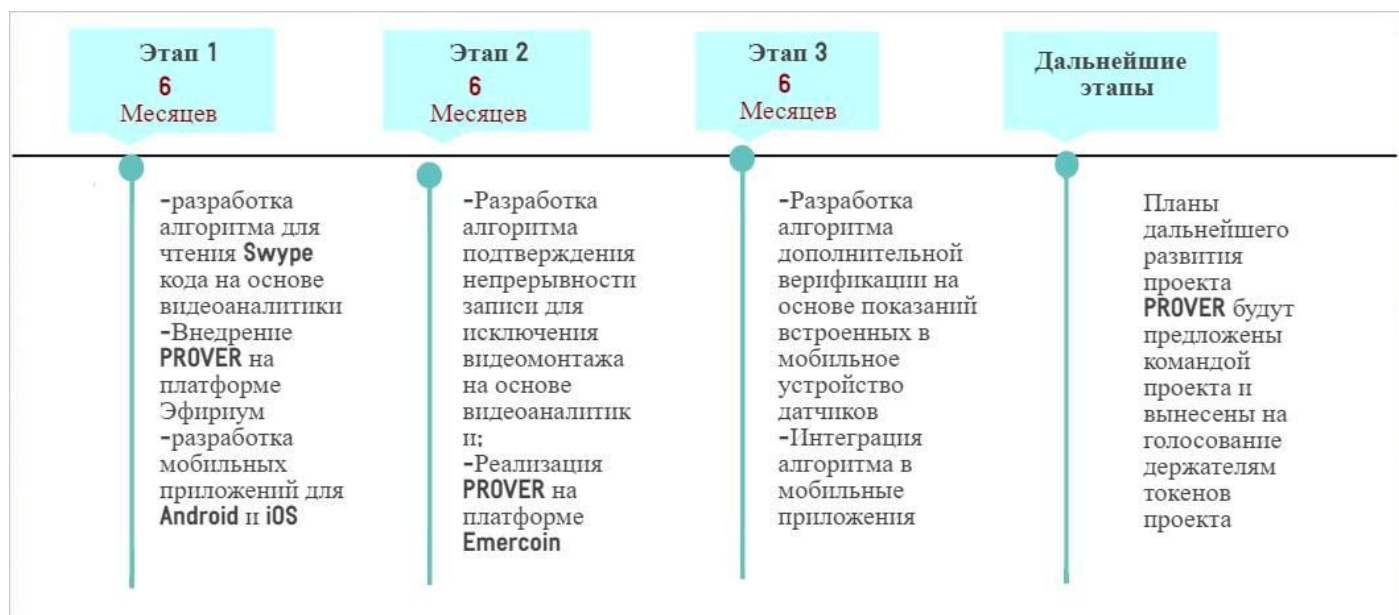 Этап 1
6
Месяцев
Этап 2
6
Месяцев
Этап 3
6
Месяцев
Дальнейшие
этапы
-разработка
алгоритма для
чтения Swype
кода на основе
видеоаналитики
-Внедрение
PROVER на
платформе
Эфириум
-разработка
мобильных
приложений для
Android и iOS
-Разработка
алгоритма
подтверждения
непрерывности
записи для
исключения
видеомонтажа
на основе
видеоаналитик
и;
-Реализация
PROVER на
платформе
Emercoin
-Разработка
алгоритма
дополнительной
верификации на
основе показаний
встроенных в
мобильное
устройство
датчиков
-Интеграция
алгоритма в
мобильные
приложения
Планы
дальнейшего
развития
проекта
PROVER будут
предложены
командой
проекта и
вынесены на
голосование
держателям
токенов
проекта